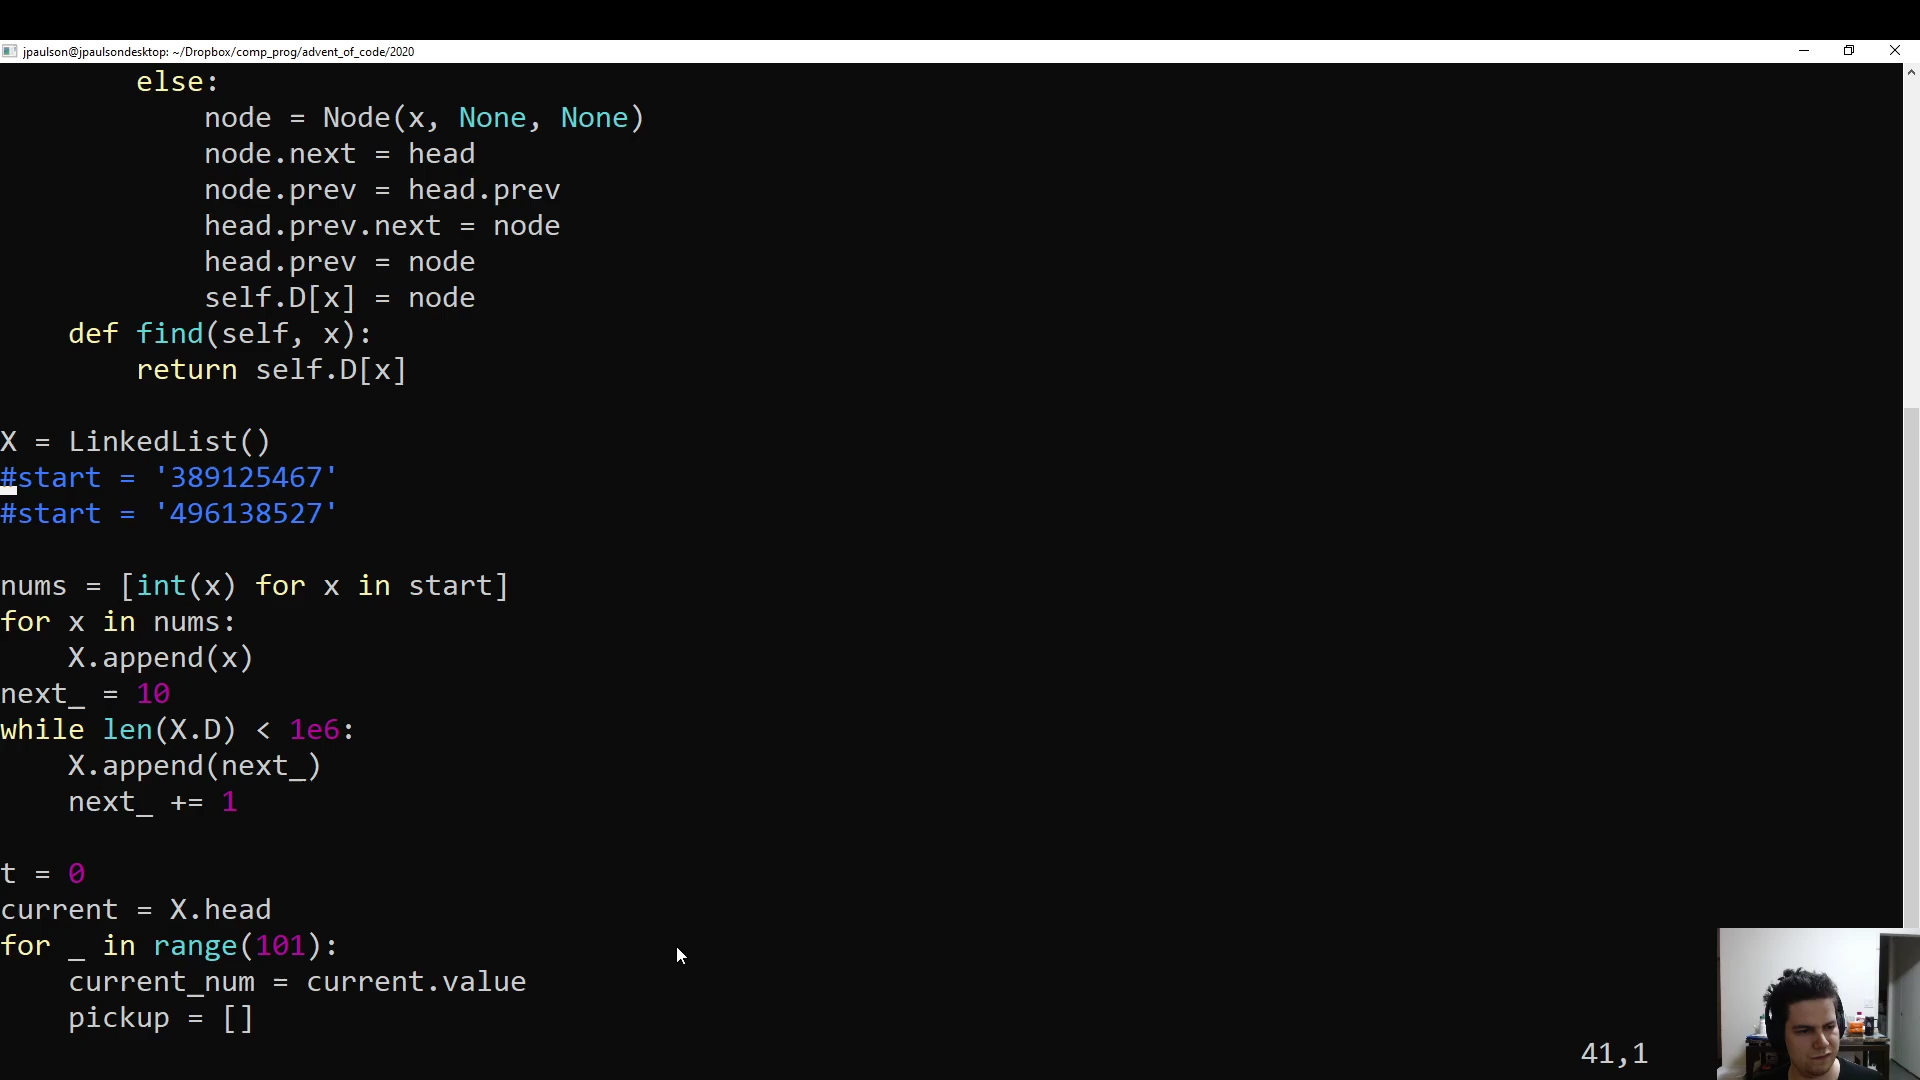 jpaulson@jpaulsondesktop: ~/Dropbox/comp_prog/advent_of_code/2020
        else:
            node = Node(x, None, None)
            node.next = head
            node.prev = head.prev
            head.prev.next = node
            head.prev = node
            self.D[x] = node
    def find(self, x):
        return self.D[x]

X = LinkedList()
#start = '389125467'
#start = '496138527'

nums = [int(x) for x in start]
for x in nums:
    X.append(x)
next_ = 10
while len(X.D) < 1e6:
    X.append(next_)
    next_ += 1

t = 0
current = X.head
for _ in range(101):
    current_num = current.value
    pickup = []
41,1